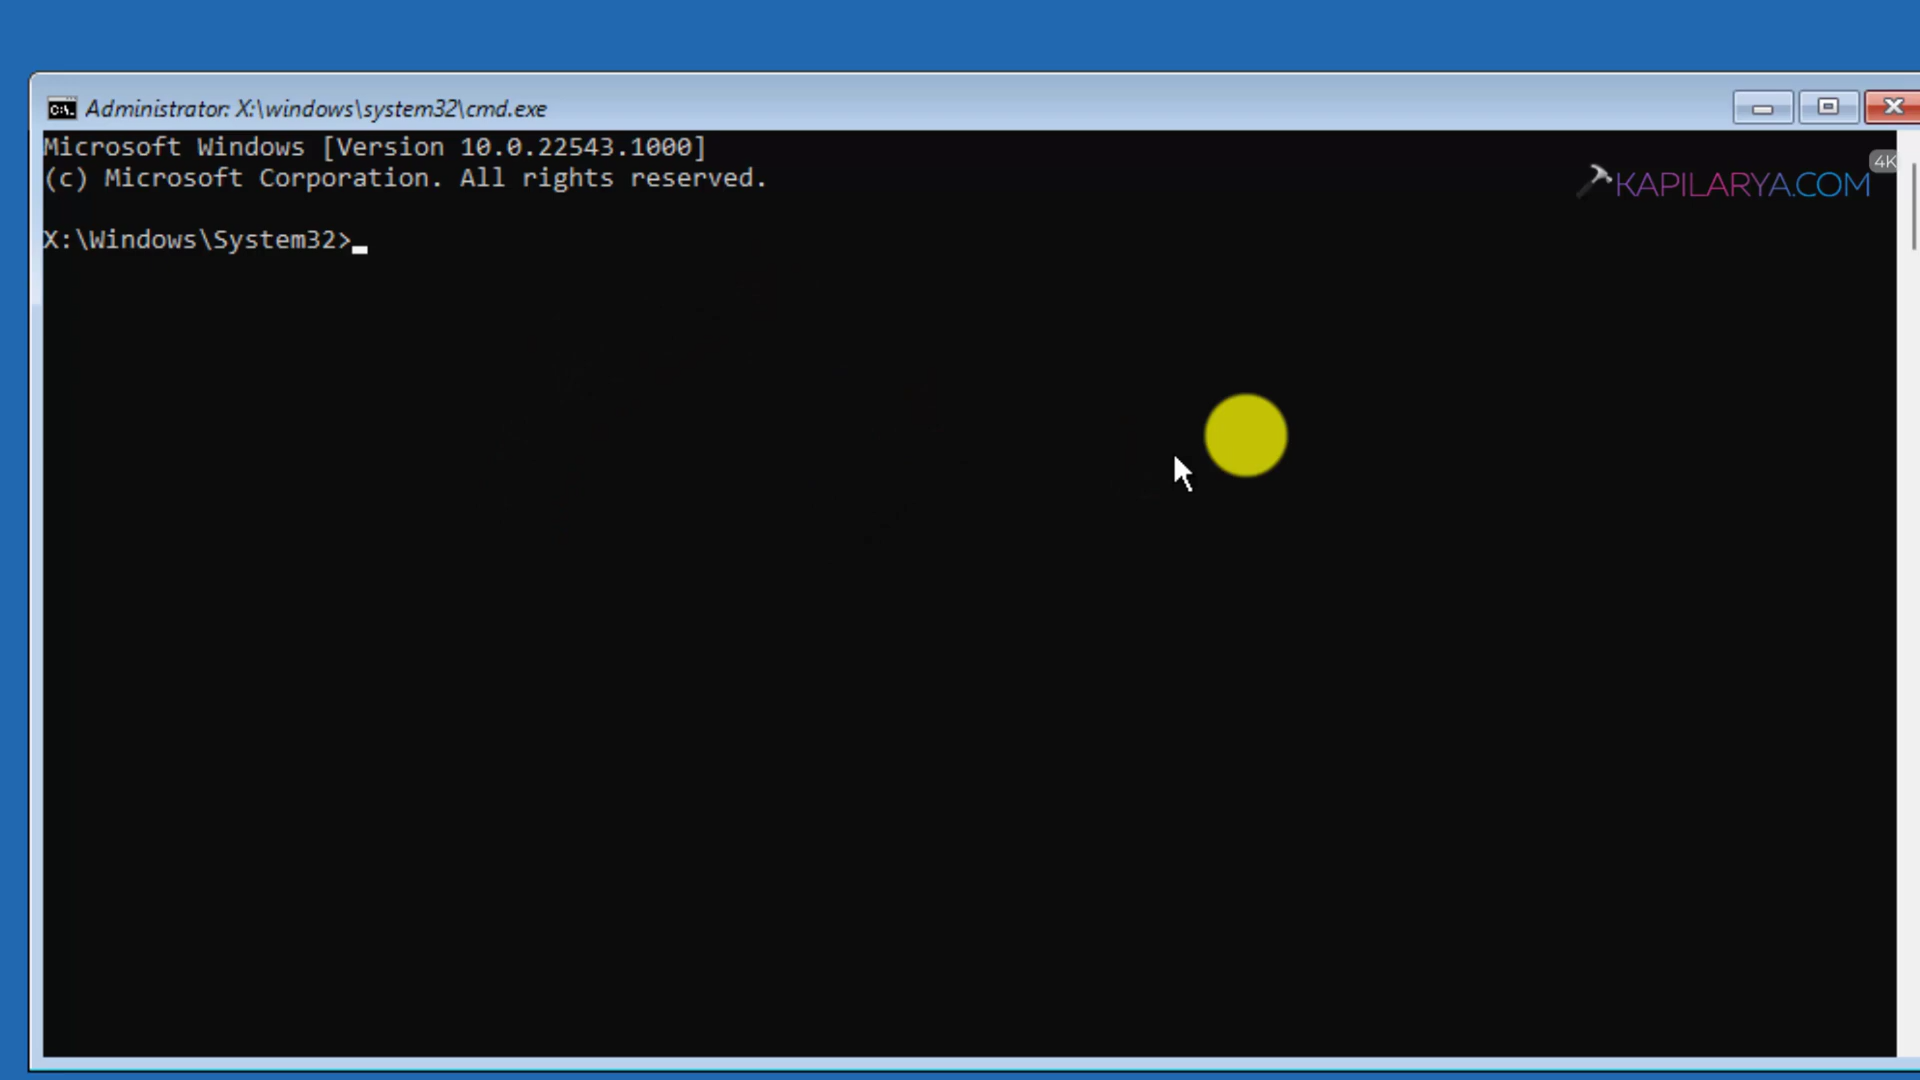 C:\.
Administrator: X:\windows\system32\cmd.exe
Microsoft Windows [Version 10.0.22543.1000]
(c) Microsoft Corporation. All rights reserved.
4K
KAPILARYA.COM
X:\Windows\System32>